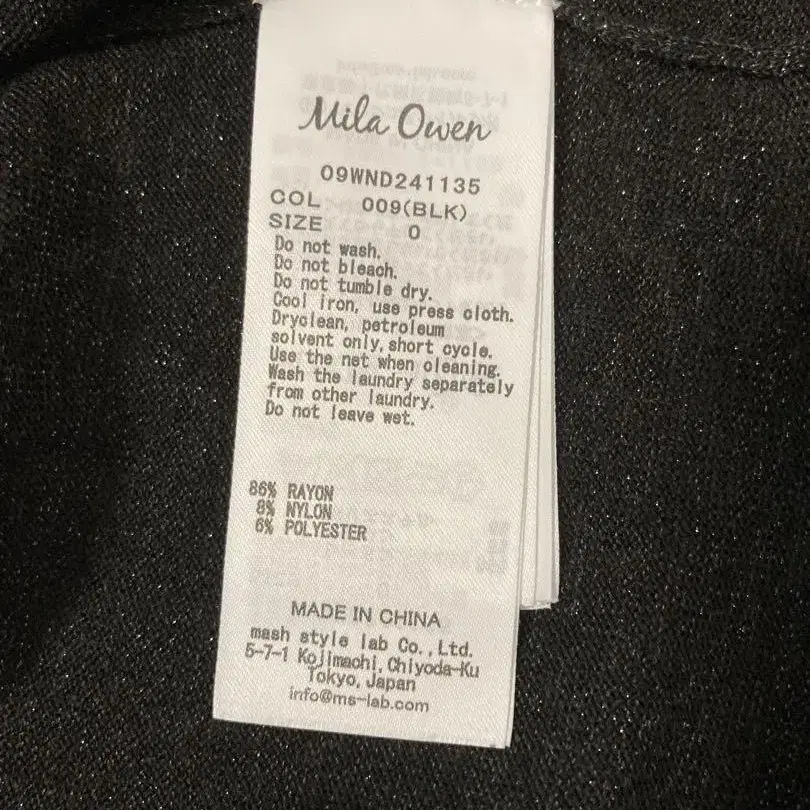 Mila Owen
09WND241135
COL 009(BLK)
SIZE 0
Do not wash.
Do not bleach.
Do not tumble dry.
Cool iron, use press cloth.
Dryclean, petroleum
solvent only, short cycle.
Use the net when cleaning.
Wash the laundry separately
from other laundry.
Do not leave wet.
86% RAYON
8% NYLON
6% POLYESTER
MADE IN CHINA
mash style lab Co., Ltd.
5-7-1 Kojimachi, Chiyoda-Ku
Tokyo, Japan
info@ms-lab.com